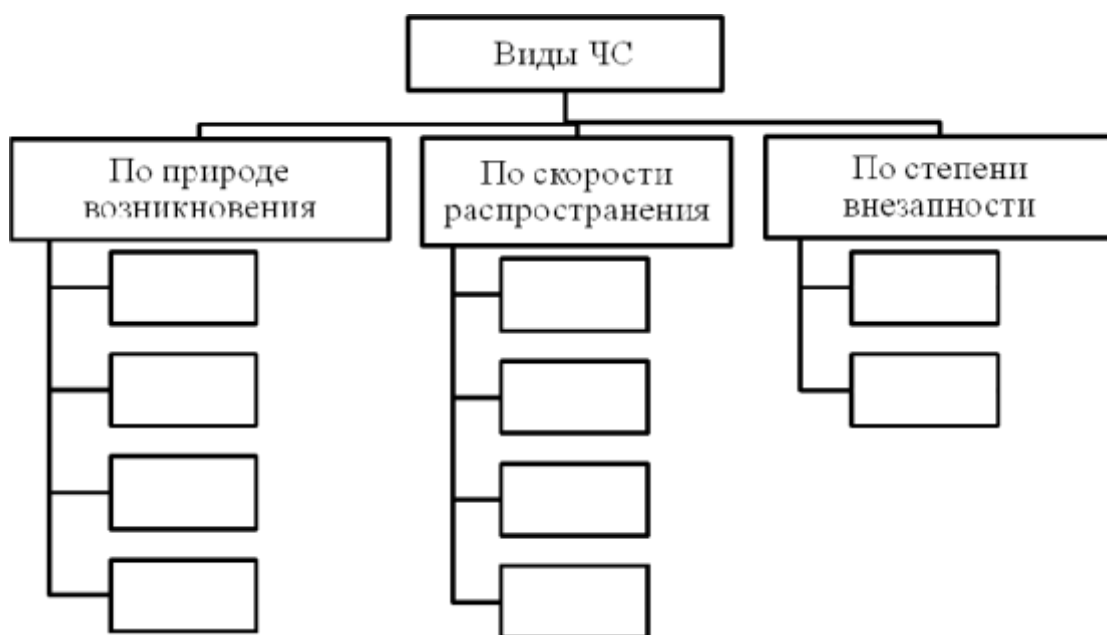 Виды ЧС
По природе
возникновения
По скорости
распространения
По степени
внезапности